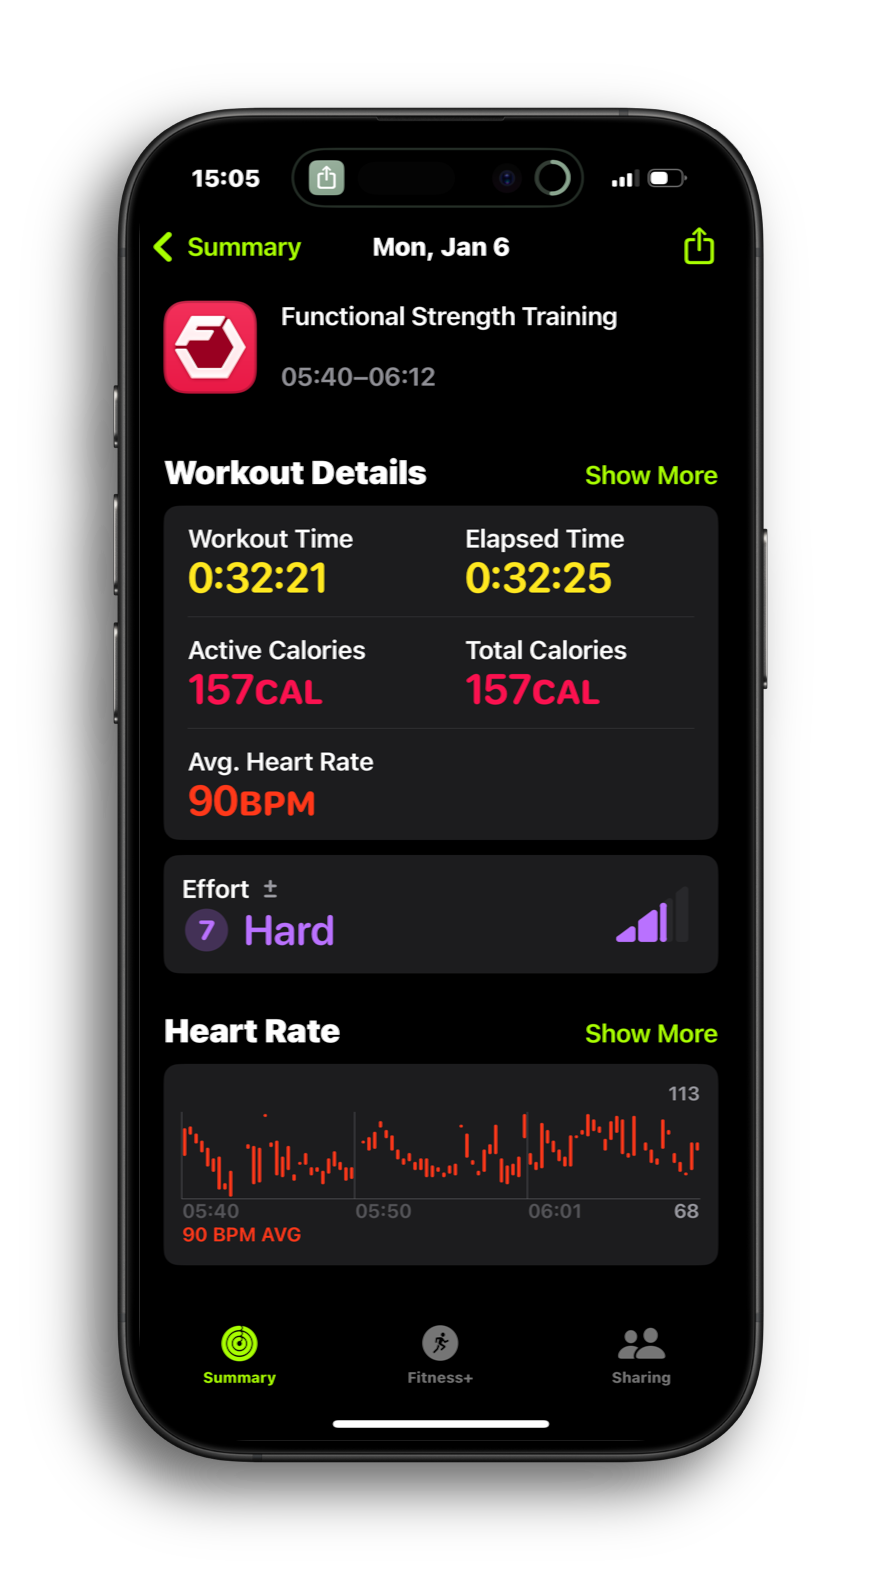 15:05
Summary
Mon, Jan 6
Functional Strength Training
05:40–06:12
Workout Details
Show More
Workout Time
Elapsed Time
0:32:21
0:32:25
Active Calories
Total Calories
157CAL
157CAL
Avg. Heart Rate
90BPM
Effort ±
7 Hard
Heart Rate
Show More
113
05:40
05:50
06:01
68
90 BPM AVG
Summary
Fitness+
Sharing